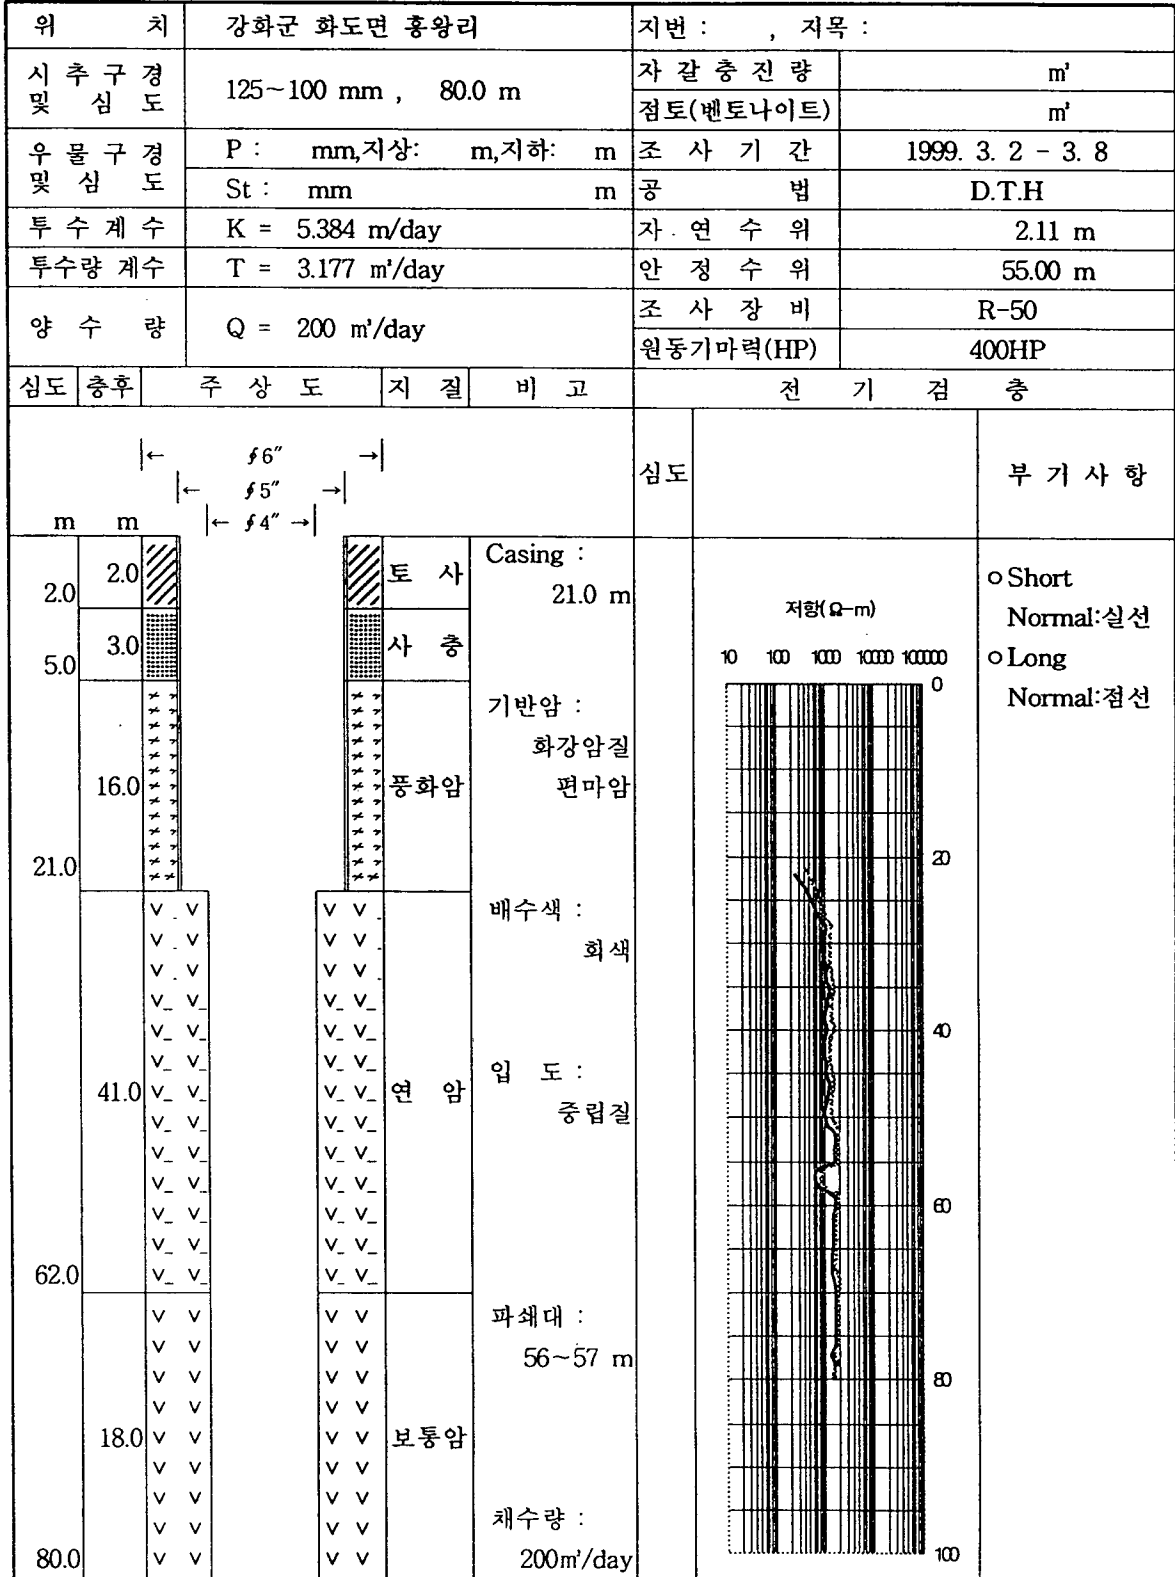 위 치 강화군 화도면 흥왕리 지번 : , 지목 :
시 추 구 경
및 심 도
125~100 mm , 80.0 m
자 갈 충 진 량 ㎥
점토(벤토나이트) ㎥
우 물 구 경
및 심 도
P : mm,지상: m,지하: m
St : mm m
조 사 기 간 1999. 3. 2 - 3. 8
공 법 D.T.H
투 수 계 수 K = 5.384 m/day 자 연 수 위 2.11 m
투수량 계수 T = 3.177 ㎥/day 안 정 수 위 55.00 m
양 수 량 Q = 200 ㎥/day
조 사 장 비 R-50
원동기마력(HP) 400HP
심도 층후 주 상 도 지 질 비 고 전 기 검 층
심도 부 기 사 항
← ∮6″ →
← ∮5″ →
← ∮4″ →
m m
2.0 2.0 토 사
5.0 3.0 사 층
21.0 16.0 풍화암
62.0 41.0 연 암
80.0 18.0 보통암
Casing :
21.0 m
기반암 :
화강암질
편마암
배수색 :
회색
입 도 :
중립질
파쇄대 :
56~57 m
채수량 :
200㎥/day
저항(Ω-m)
10 100 1000 10000 100000
0
20
40
60
80
100
○ Short
Normal:실선
○ Long
Normal:점선